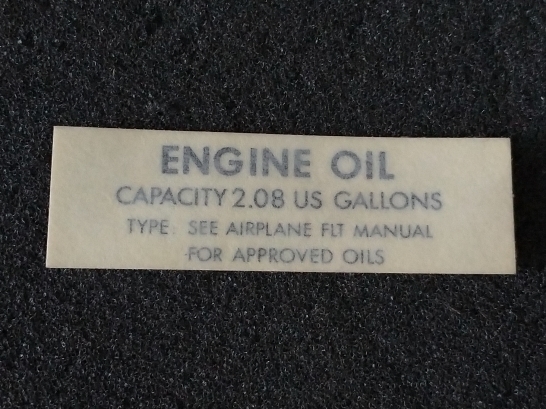 ENGINE OIL
CAPACITY 2.08 US GALLONS
TYPE: SEE AIRPLANE FLT MANUAL
FOR APPROVED OILS